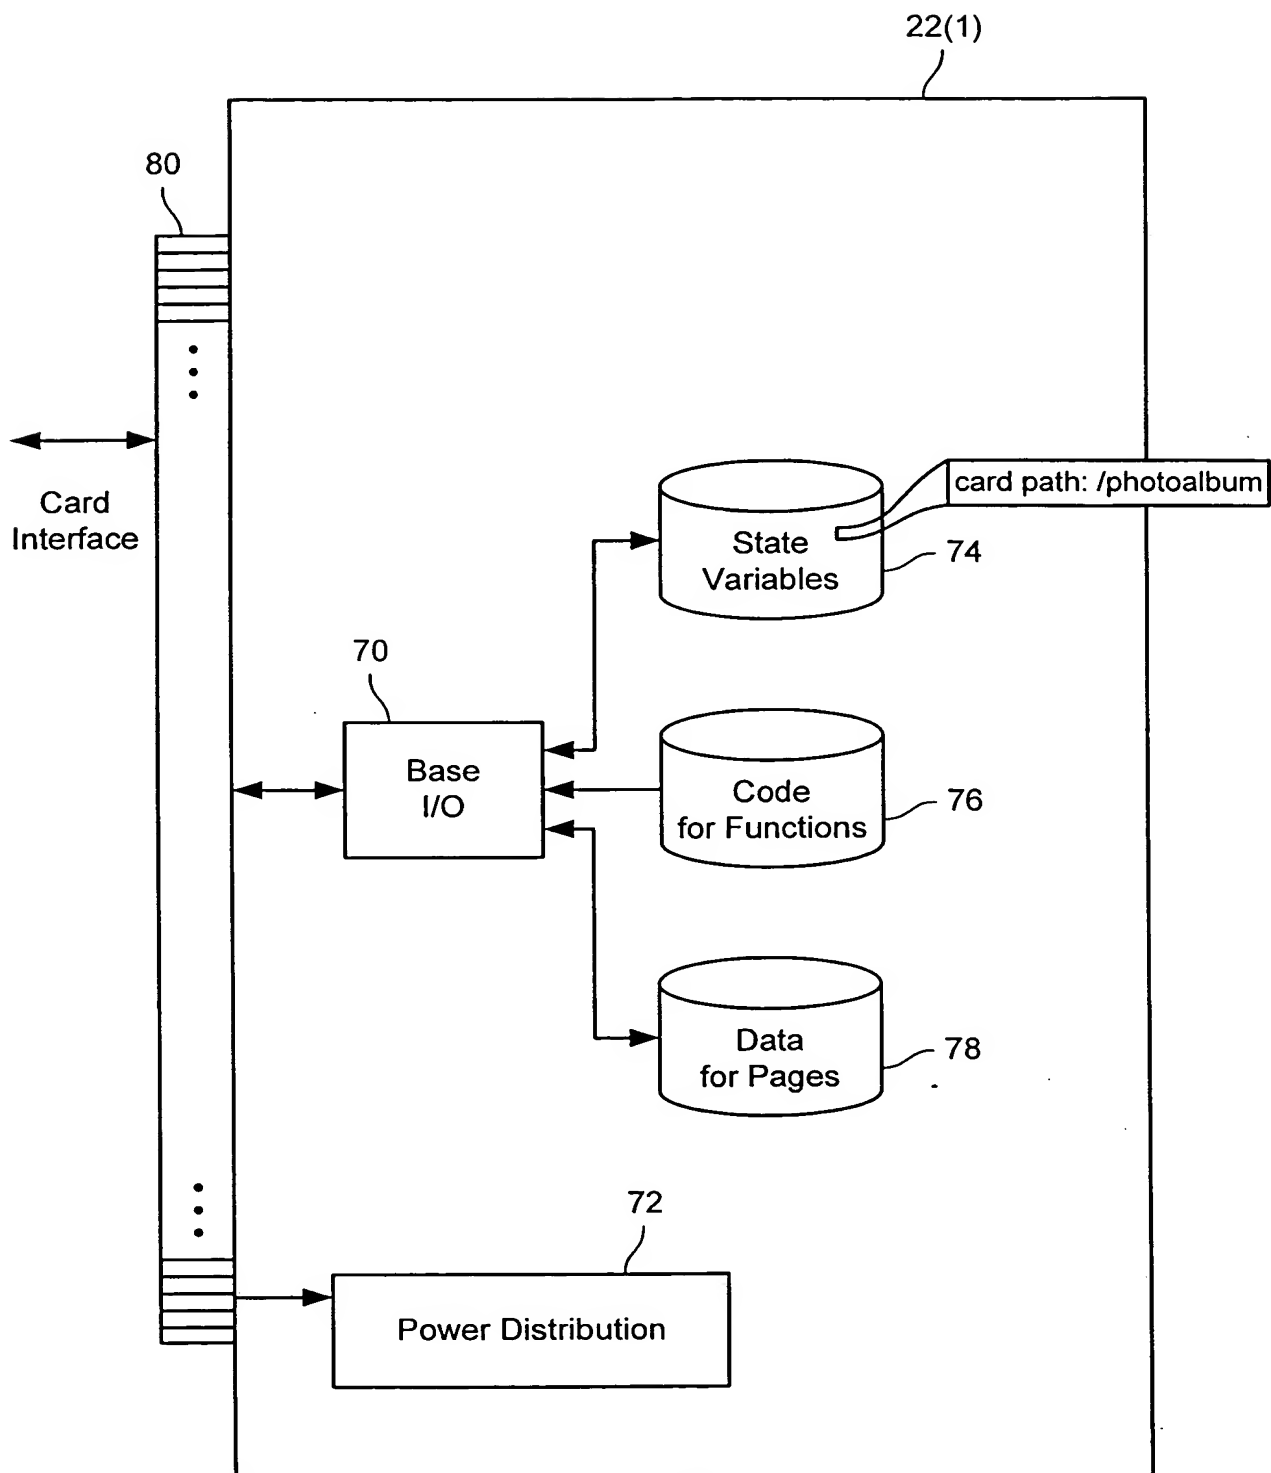 22(1)
80
Card
Interface
card path: /photoalbum
State
Variables
74
70
Base
I/O
Code
for Functions
76
Data
for Pages
78
72
Power Distribution